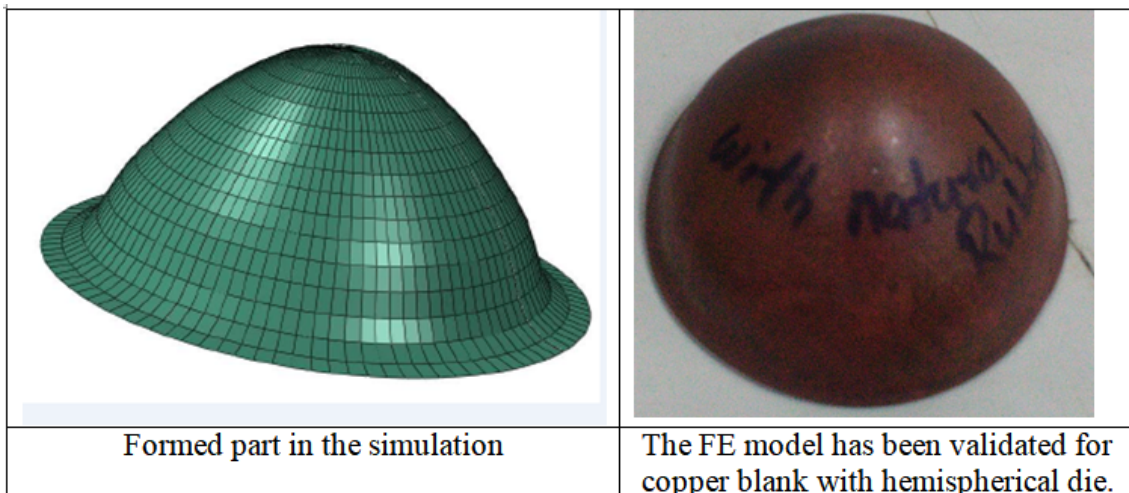 with natural
Rubber
Formed part in the simulation
The FE model has been validated for
copper blank with hemispherical die.